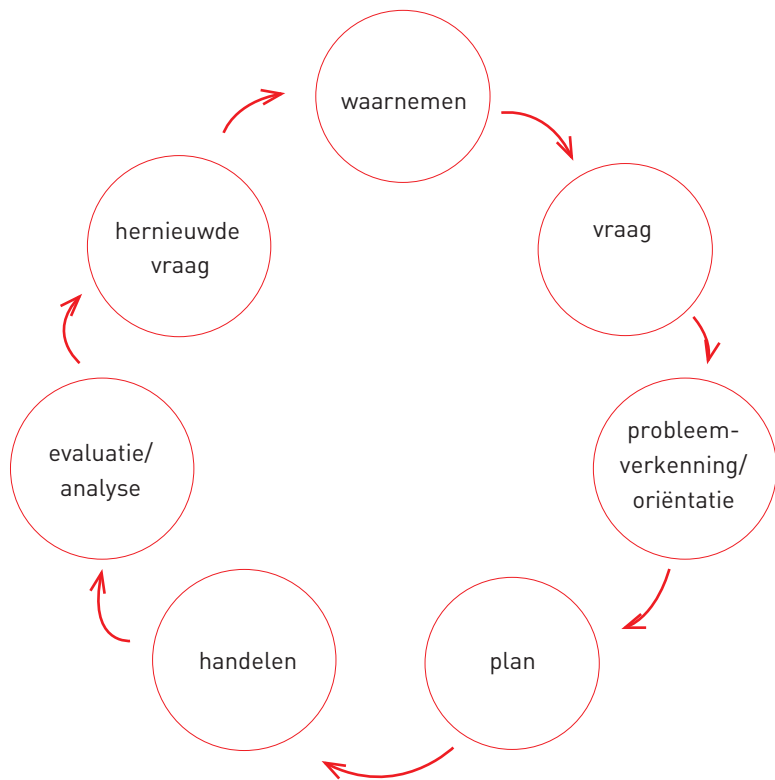 waarnemen
vraag
probleem-
verkenning/
oriëntatie
plan
handelen
evaluatie/
analyse
hernieuwde
vraag